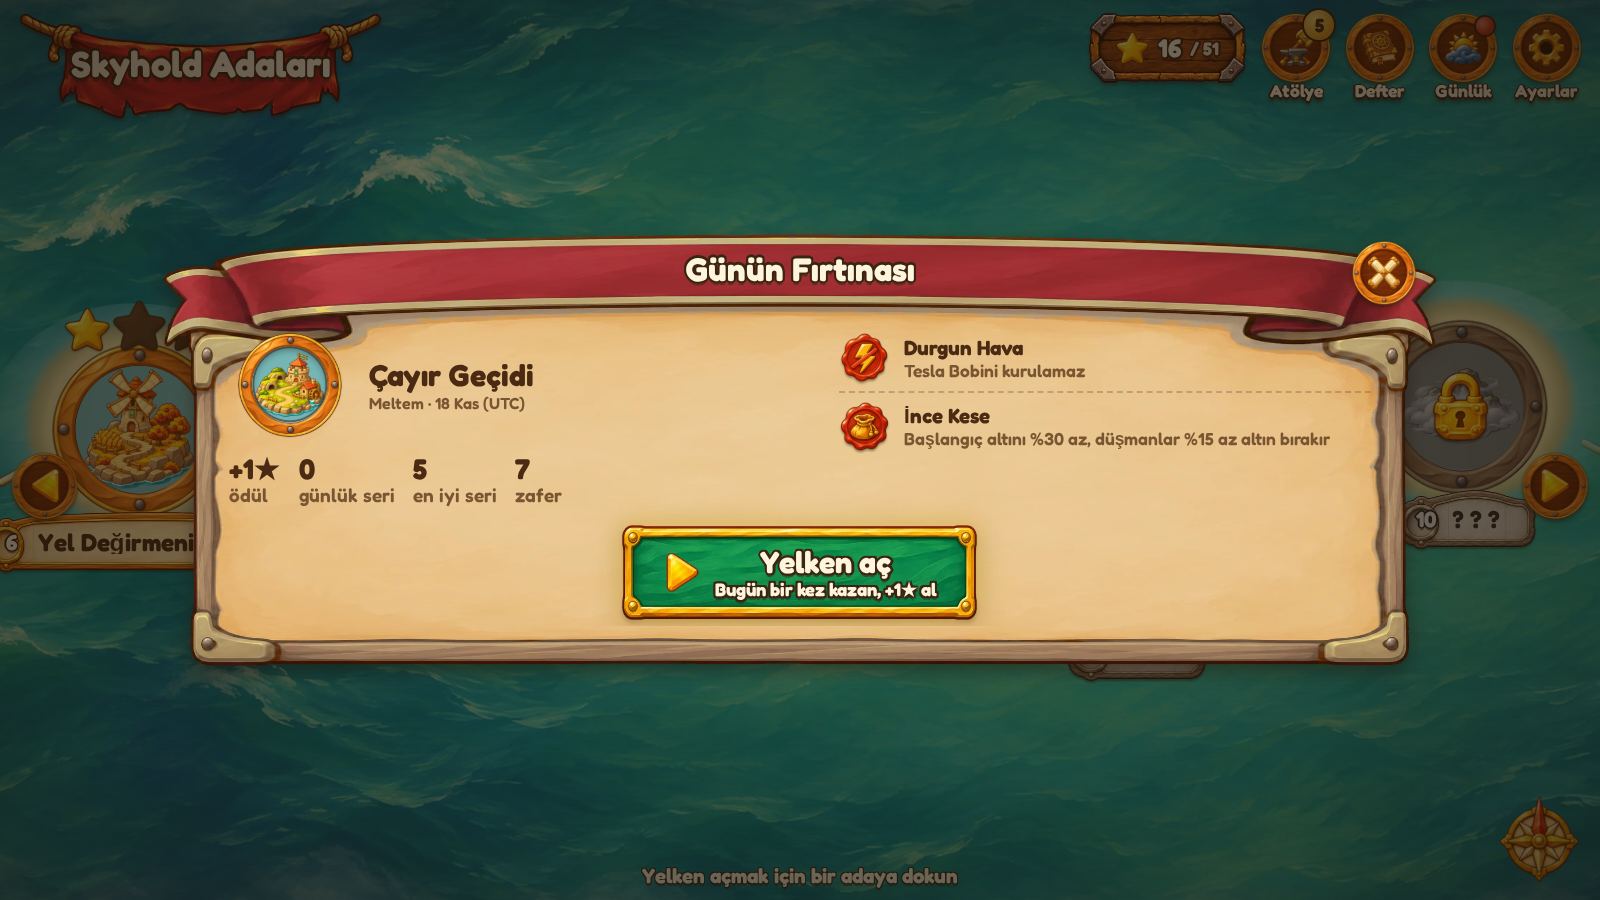 Skyhold Adaları
16 / 51
5
Atölye
Defter
Günlük
Ayarlar
Günün Fırtınası
Çayır Geçidi
Meltem · 18 Kas (UTC)
Durgun Hava
Tesla Bobini kurulamaz
İnce Kese
Başlangıç altını %30 az, düşmanlar %15 az altın bırakır
+1★ 0 5 7
ödül günlük seri en iyi seri zafer
6 Yel Değirmeni
10 ? ? ?
Yelken aç
Bugün bir kez kazan, +1★ al
Yelken açmak için bir adaya dokun